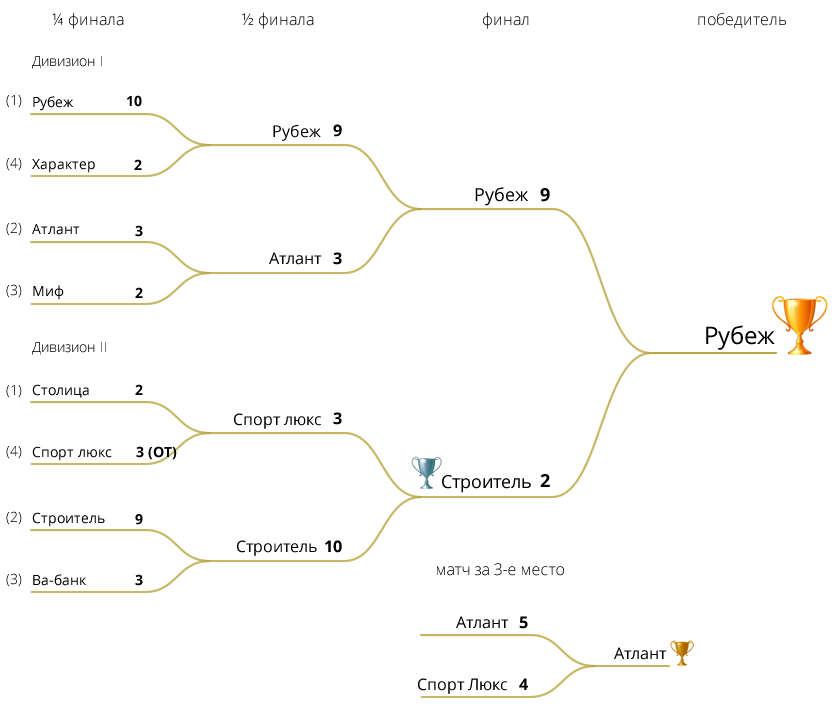 ¼ финала ½ финала финал победитель
Дивизион I
(1) Рубеж 10
Рубеж 9
(4) Характер 2
Рубеж 9
(2) Атлант 3
Атлант 3
(3) Миф 2
Рубеж
Дивизион II
(1) Столица 2
Спорт люкс 3
(4) Спорт люкс 3 (ОТ)
Строитель 2
(2) Строитель 9
Строитель 10
(3) Ва-банк 3
матч за 3-е место
Атлант 5
Атлант
Спорт Люкс 4